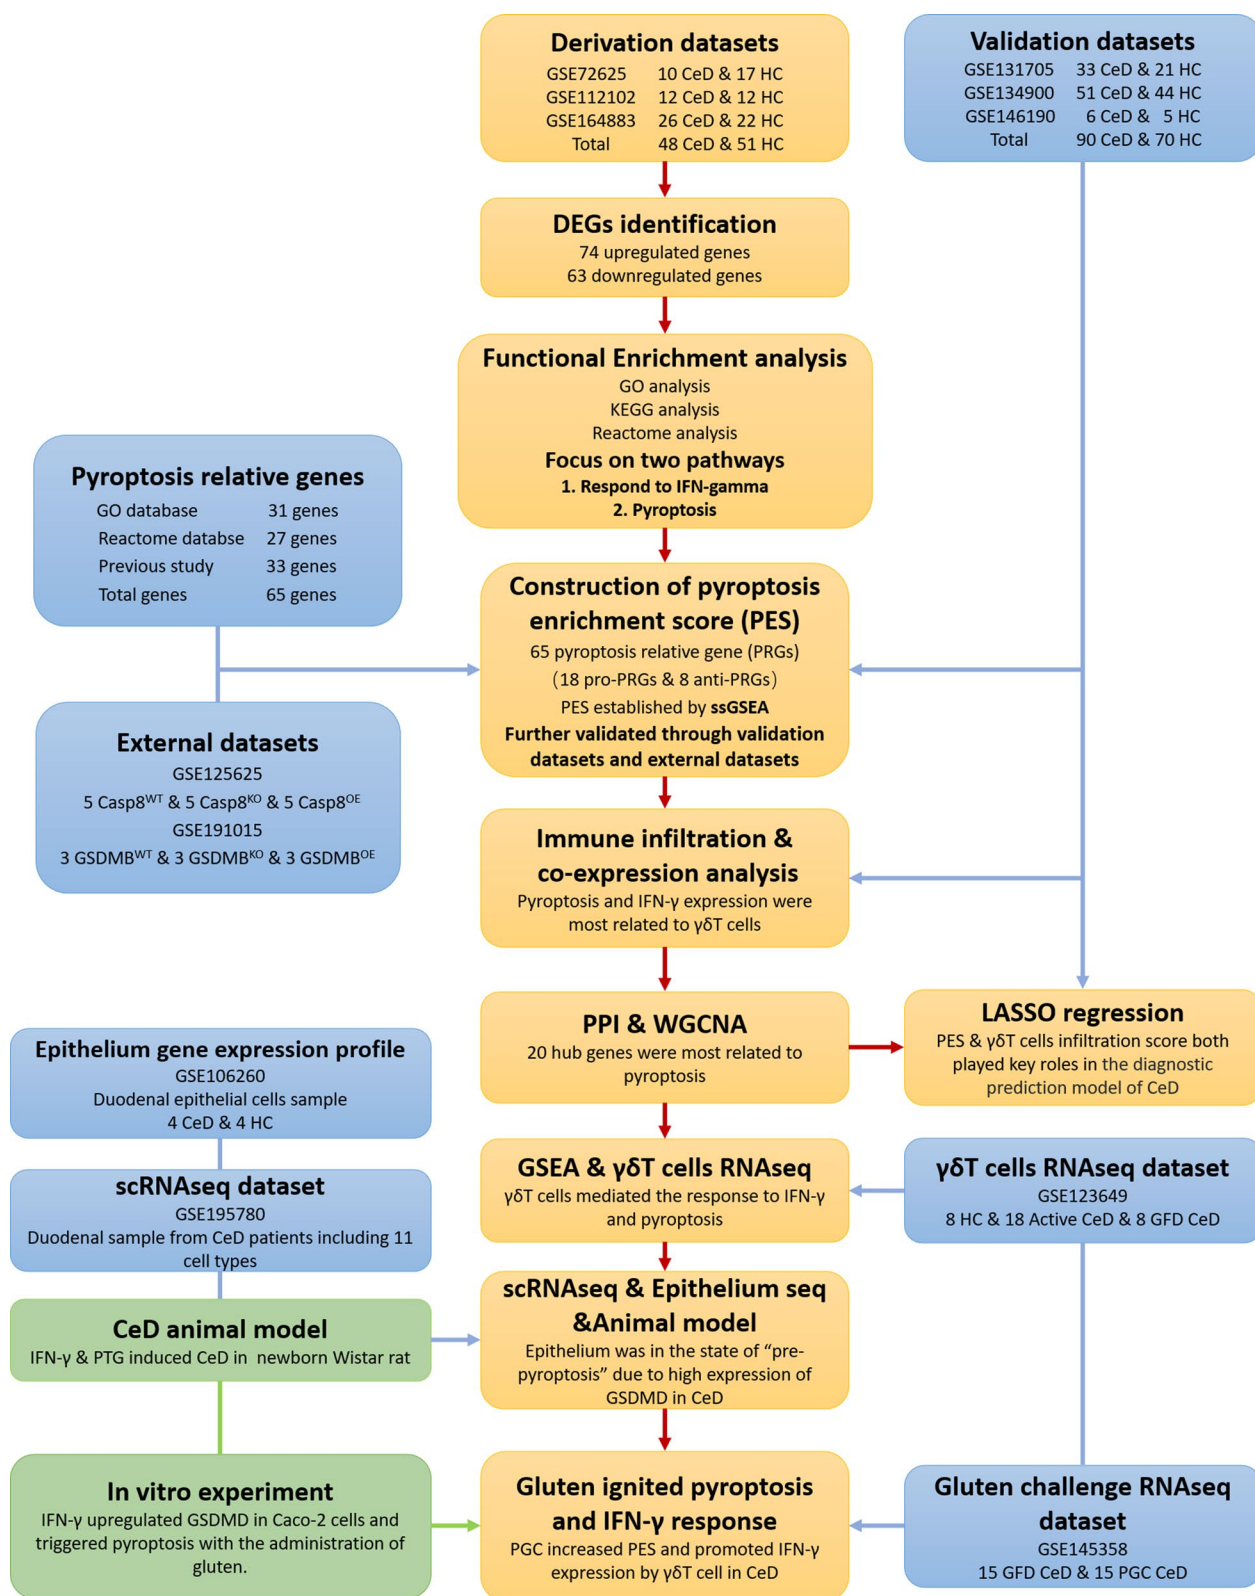 Derivation datasets
GSE72625 10 CeD & 17 HC
GSE112102 12 CeD & 12 HC
GSE164883 26 CeD & 22 HC
Total 48 CeD & 51 HC
Validation datasets
GSE131705 33 CeD & 21 HC
GSE134900 51 CeD & 44 HC
GSE146190 6 CeD & 5 HC
Total 90 CeD & 70 HC
DEGs identification
74 upregulated genes
63 downregulated genes
Functional Enrichment analysis
GO analysis
KEGG analysis
Reactome analysis
Focus on two pathways
1. Respond to IFN-gamma
2. Pyroptosis
Pyroptosis relative genes
GO database 31 genes
Reactome databse 27 genes
Previous study 33 genes
Total genes 65 genes
Construction of pyroptosis
enrichment score (PES)
65 pyroptosis relative gene (PRGs)
（18 pro-PRGs & 8 anti-PRGs）
PES established by ssGSEA
Further validated through validation
datasets and external datasets
External datasets
GSE125625
5 Casp8WT & 5 Casp8KO & 5 Casp8OE
GSE191015
3 GSDMBWT & 3 GSDMBKO & 3 GSDMBOE
Immune infiltration &
co-expression analysis
Pyroptosis and IFN-γ expression were
most related to γδT cells
PPI & WGCNA
20 hub genes were most related to
pyroptosis
LASSO regression
PES & γδT cells infiltration score both
played key roles in the diagnostic
prediction model of CeD
Epithelium gene expression profile
GSE106260
Duodenal epithelial cells sample
4 CeD & 4 HC
scRNAseq dataset
GSE195780
Duodenal sample from CeD patients including 11
cell types
GSEA & γδT cells RNAseq
γδT cells mediated the response to IFN-γ
and pyroptosis
γδT cells RNAseq dataset
GSE123649
8 HC & 18 Active CeD & 8 GFD CeD
CeD animal model
IFN-γ & PTG induced CeD in newborn Wistar rat
scRNAseq & Epithelium seq
&Animal model
Epithelium was in the state of “pre-
pyroptosis” due to high expression of
GSDMD in CeD
In vitro experiment
IFN-γ upregulated GSDMD in Caco-2 cells and
triggered pyroptosis with the administration of
gluten.
Gluten ignited pyroptosis
and IFN-γ response
PGC increased PES and promoted IFN-γ
expression by γδT cell in CeD
Gluten challenge RNAseq
dataset
GSE145358
15 GFD CeD & 15 PGC CeD